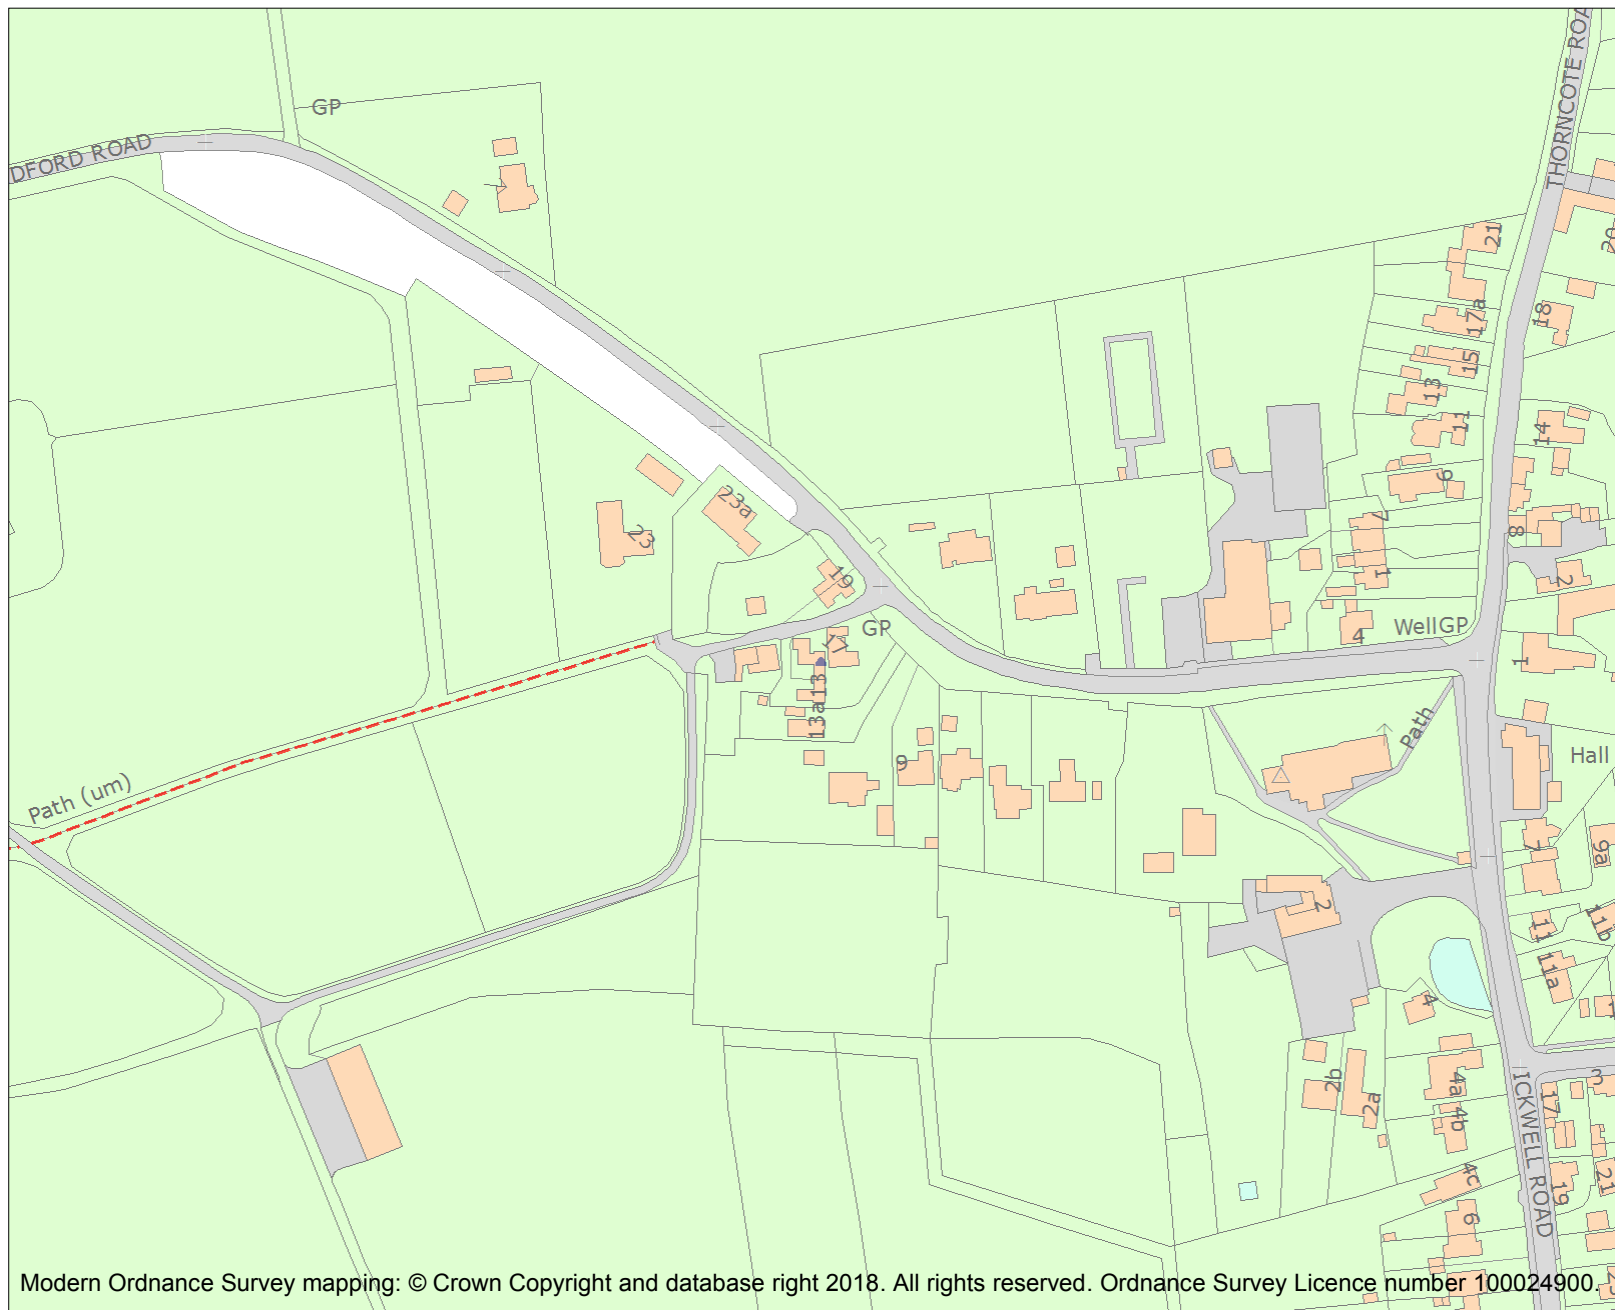 GP
DFORD ROAD
THORNCOTE ROA
21
20
17a
18
15
13
11
14
9
23a
7
8
23
1
2
19
GP
WellGP
4
17
1
13
13a
Path
Hall
9
Path (um)
7
9a
2
11
11b
11a
4
3
2b
4a
2a
4b
17
ICKWELL ROAD
4c
19
21
6
Modern Ordnance Survey mapping: © Crown Copyright and database right 2018. All rights reserved. Ordnance Survey Licence number 100024900.